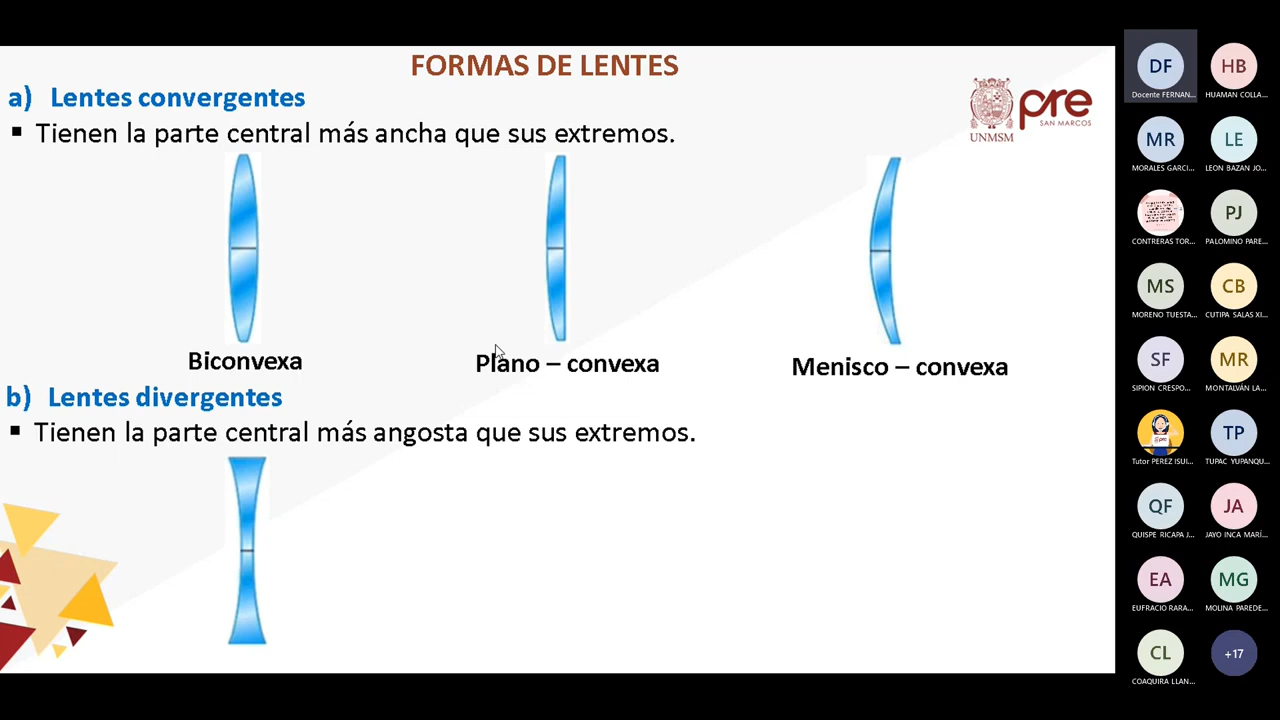 FORMAS DE LENTES
a) Lentes convergentes
▪ Tienen la parte central más ancha que sus extremos.
UNMSM
pre
SAN MARCOS
Biconvexa
Plano – convexa
Menisco – convexa
b) Lentes divergentes
▪ Tienen la parte central más angosta que sus extremos.
DF
HB
Docente FERNAN...
HUAMAN COLLA...
MR
LE
MORALES GARCI...
LEON BAZAN JO...
PJ
CONTRERAS TOR...
PALOMINO PARE...
MS
CB
MORENO TUESTA...
CUTIPA SALAS XI...
SF
MR
SIPION CRESPO...
MONTALVÁN LA...
TP
Tutor PEREZ ISUI...
TUPAC YUPANQU...
QF
JA
QUISPE RICAPA J...
JAYO INCA MARÍ...
EA
MG
EUFRACIO RARA...
MOLINA PAREDE...
CL
+17
COAQUIRA LLAN...